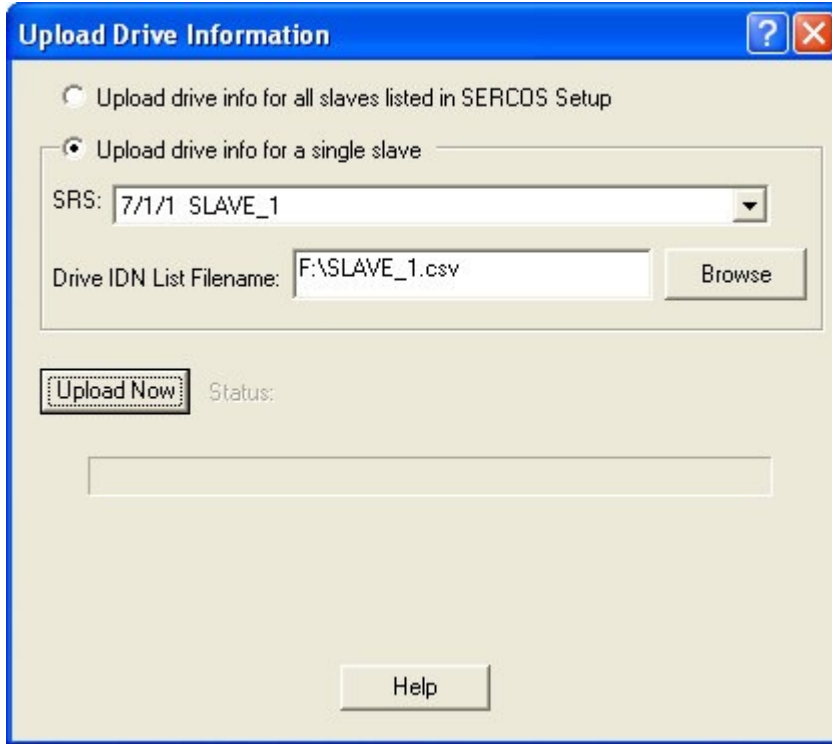 Upload Drive Information
Upload drive info for all slaves listed in SERCOS Setup
Upload drive info for a single slave
SRS: 7/1/1 SLAVE_1
Drive IDN List Filename: F:\SLAVE_1.csv Browse
Upload Now Status:
Help